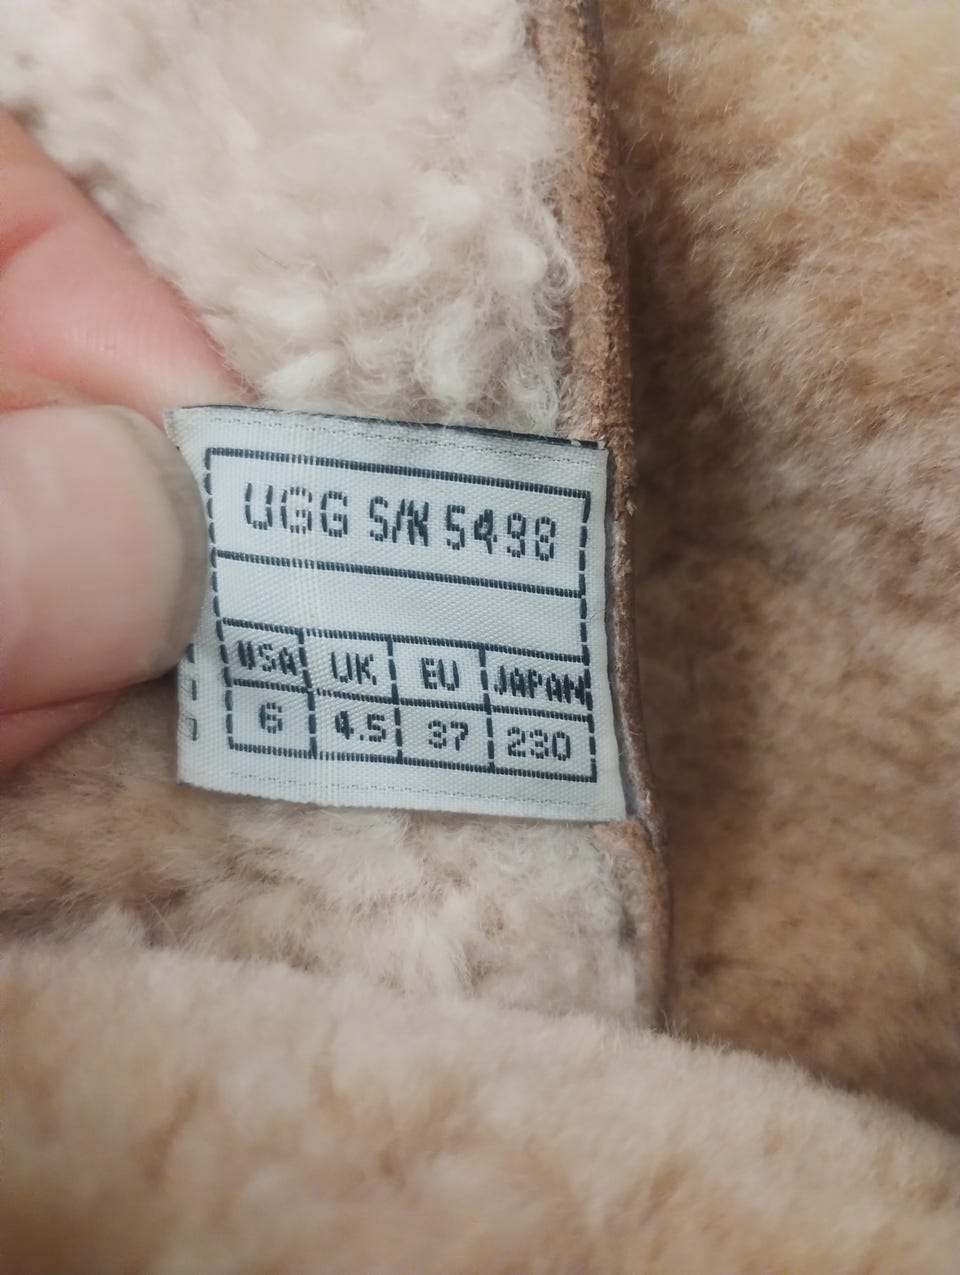 UGG S/N 5498
USA UK EU JAPAN
6 4.5 37 230